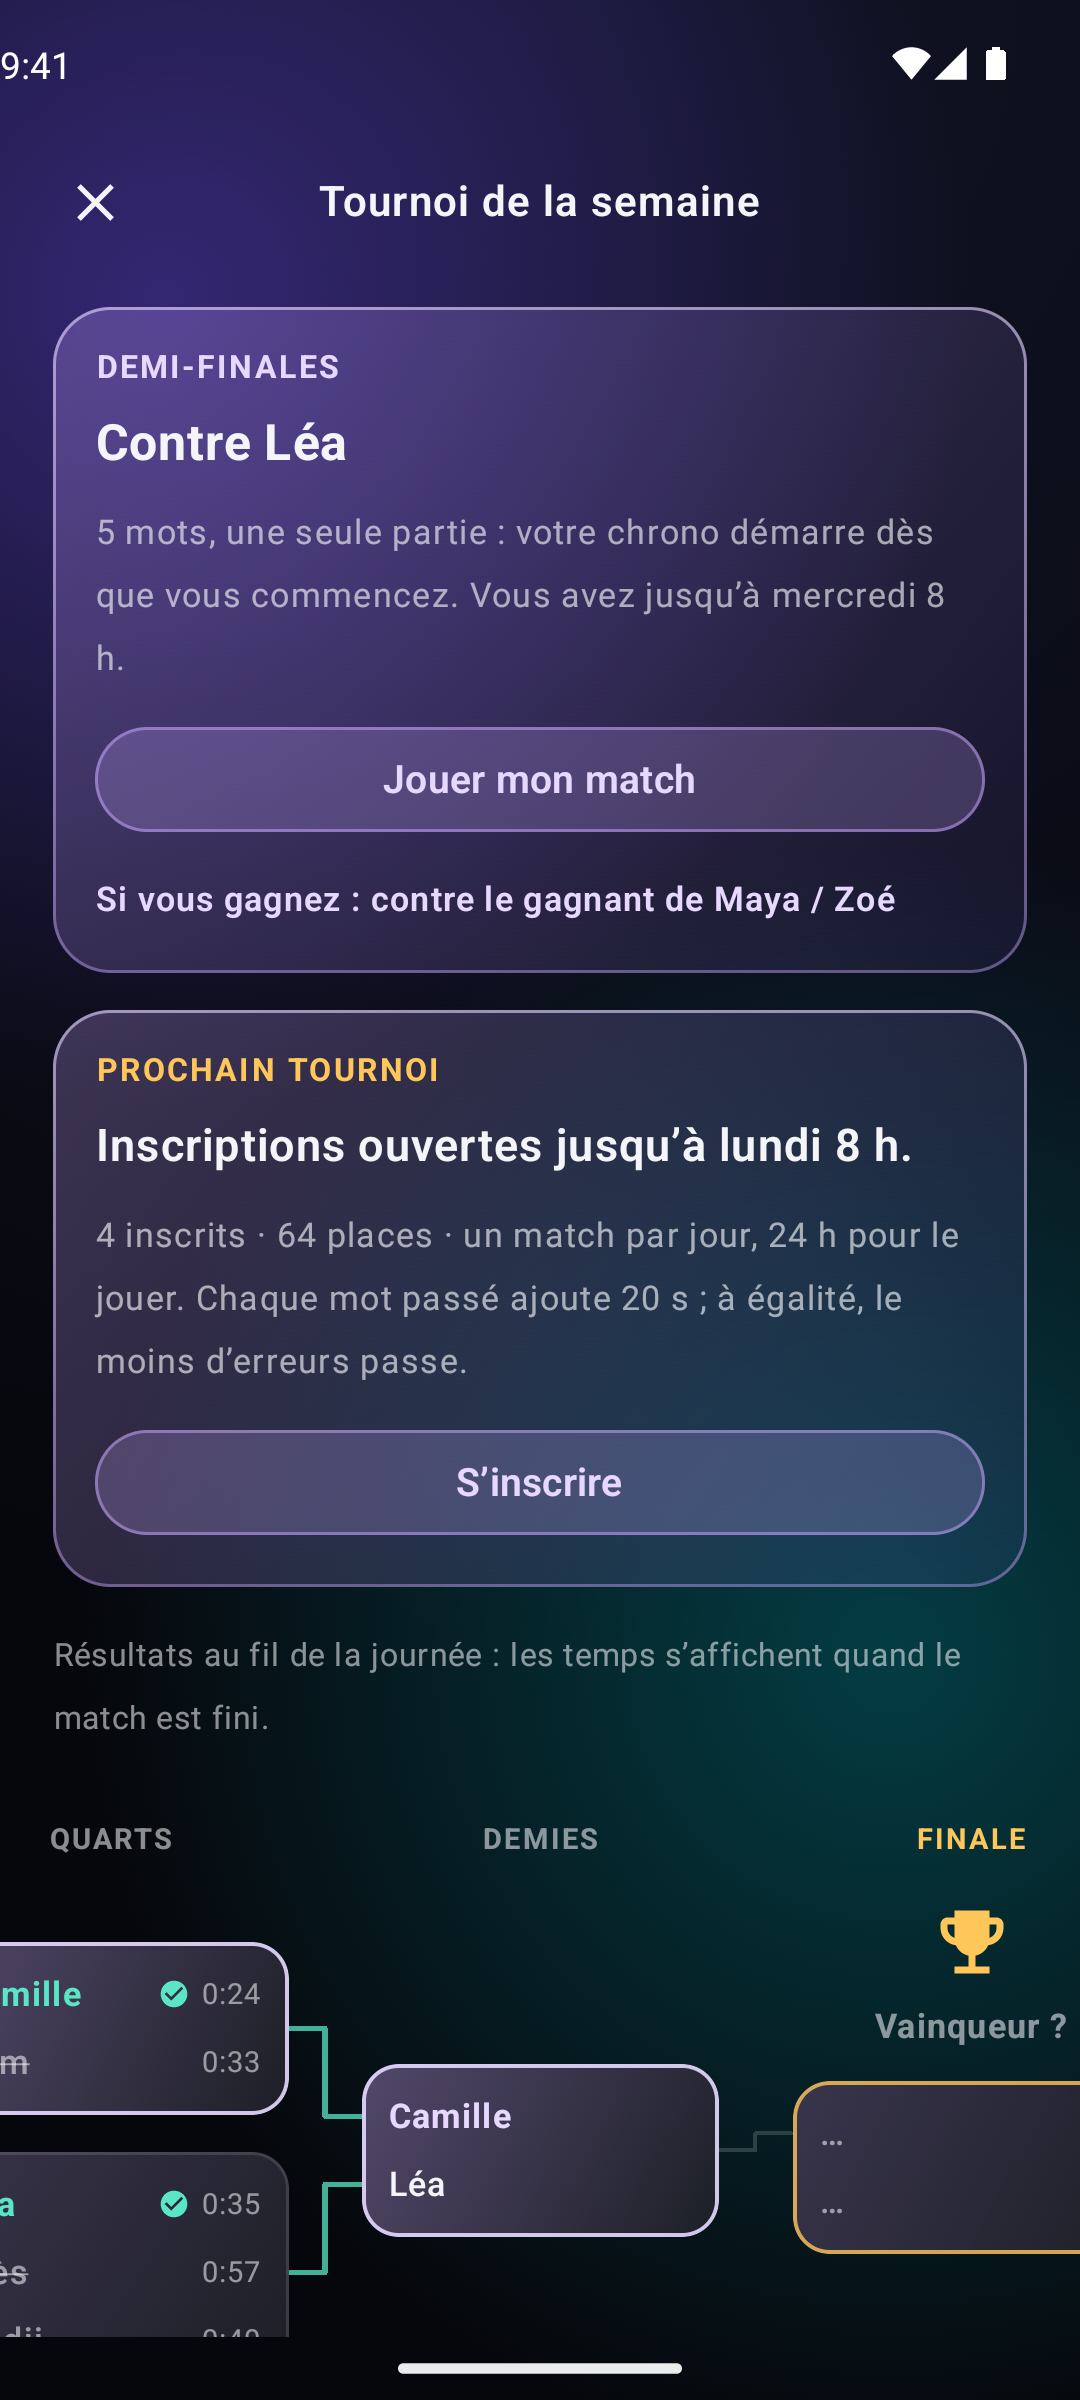 9:41
Tournoi de la semaine
DEMI-FINALES
Contre Léa
5 mots, une seule partie : votre chrono démarre dès
que vous commencez. Vous avez jusqu’à mercredi 8
h.
Jouer mon match
Si vous gagnez : contre le gagnant de Maya / Zoé
PROCHAIN TOURNOI
Inscriptions ouvertes jusqu’à lundi 8 h.
4 inscrits · 64 places · un match par jour, 24 h pour le
jouer. Chaque mot passé ajoute 20 s ; à égalité, le
moins d’erreurs passe.
S’inscrire
Résultats au fil de la journée : les temps s’affichent quand le
match est fini.
QUARTS DEMIES FINALE
Vainqueur ?
mille 0:24
m 0:33
Camille
Léa
...
...
a 0:35
ès 0:57